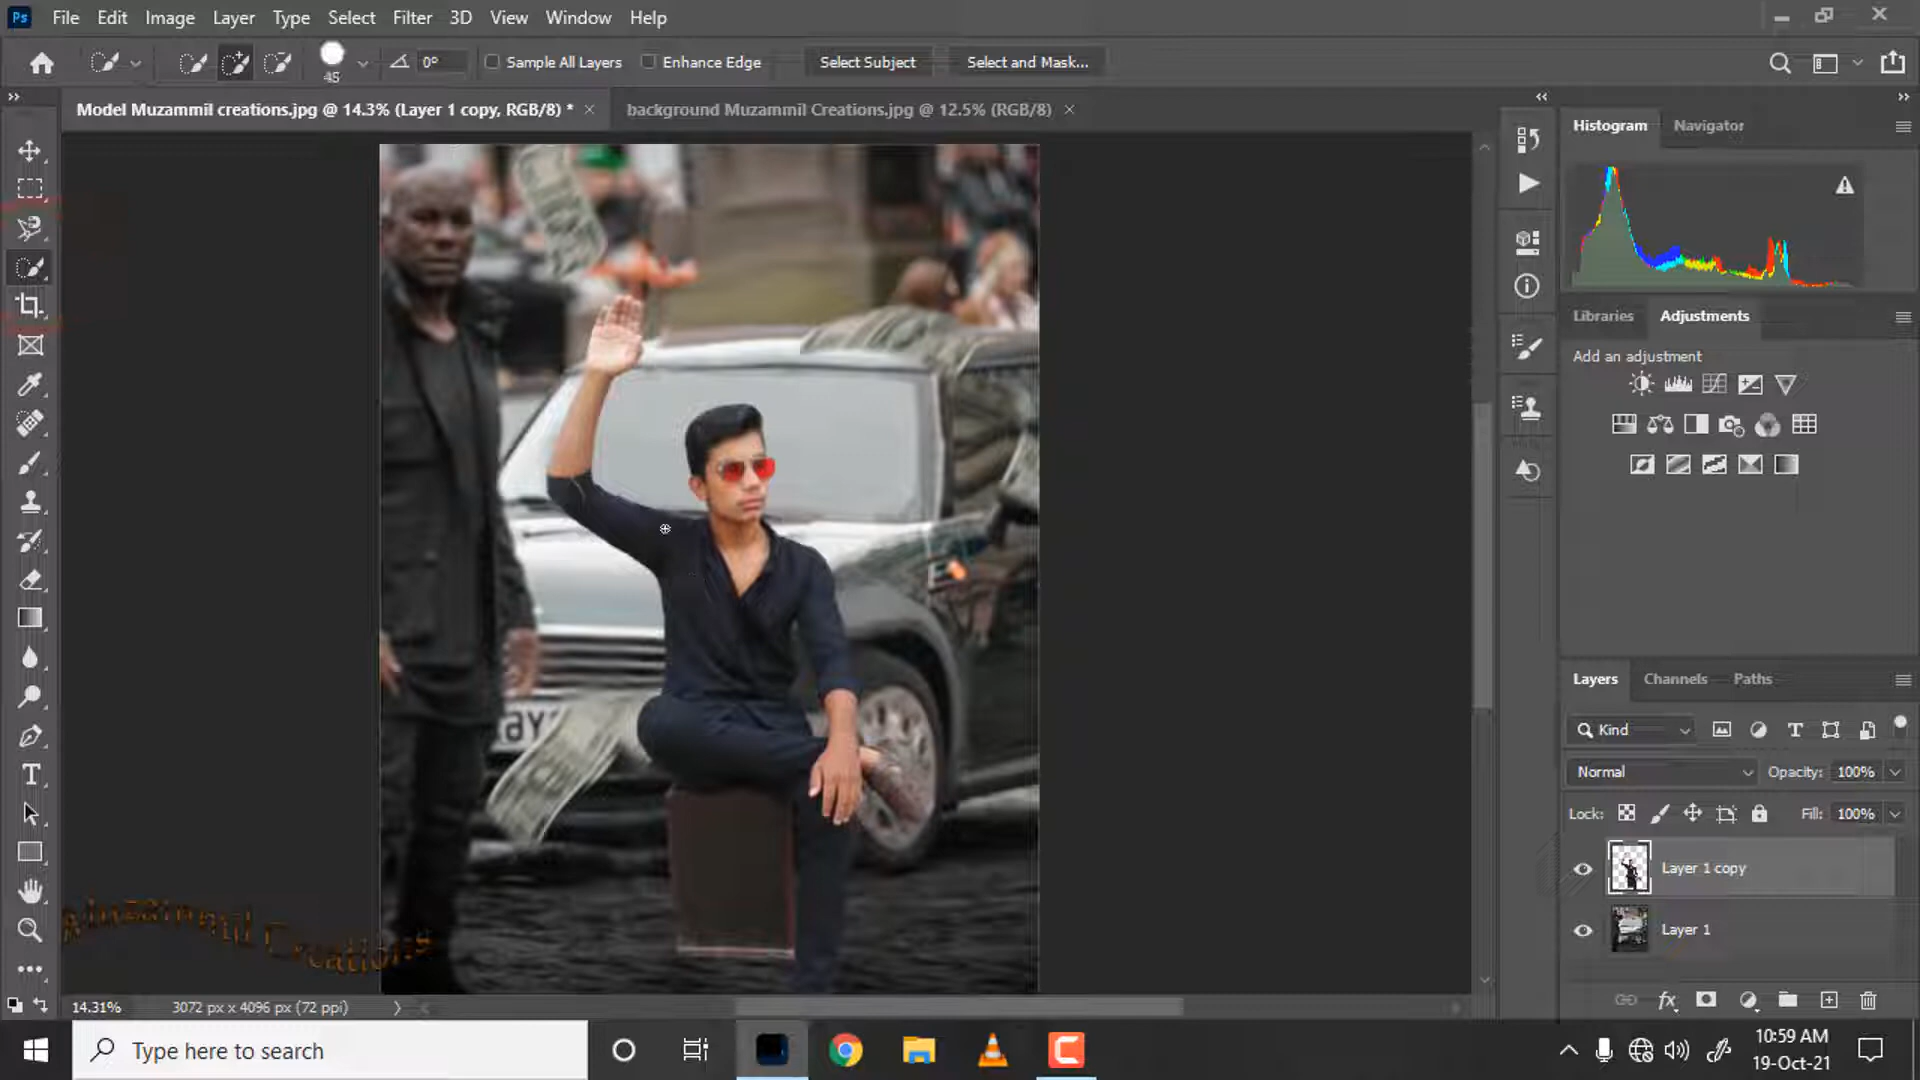 Ps File Edit Image Layer Type Select Filter 3D View Window Help
45 0° Sample All Layers Enhance Edge Select Subject Select and Mask...
Model Muzammil creations.jpg @ 14.3% (Layer 1 copy, RGB/8) * background Muzammil Creations.jpg @ 12.5% (RGB/8)
Histogram Navigator
Libraries Adjustments
Add an adjustment
Layers Channels Paths
Kind
Normal Opacity: 100%
Lock: Fill: 100%
Layer 1 copy
Layer 1
Muzammil Creations
14.31% 3072 px x 4096 px (72 ppi)
Type here to search
10:59 AM
19-Oct-21